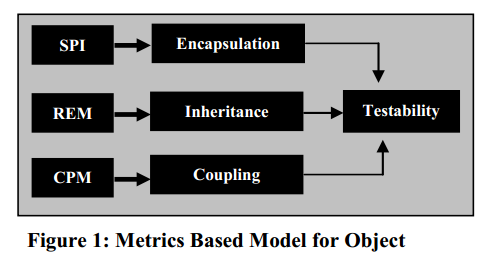 SPI
Encapsulation
REM
Inheritance
Testability
CPM
Coupling
Figure 1: Metrics Based Model for Object